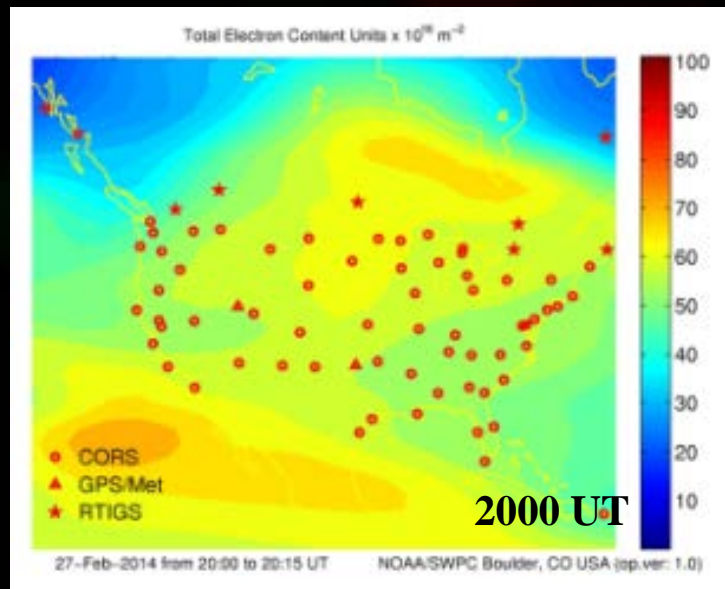 Total Electron Content Units x 10^16 m^-2
100
90
80
70
60
50
40
30
20
10
CORS
GPS/Met
RTIGS
2000 UT
27-Feb-2014 from 20:00 to 20:15 UT
NOAA/SWPC Boulder, CO USA (op.ver: 1.0)